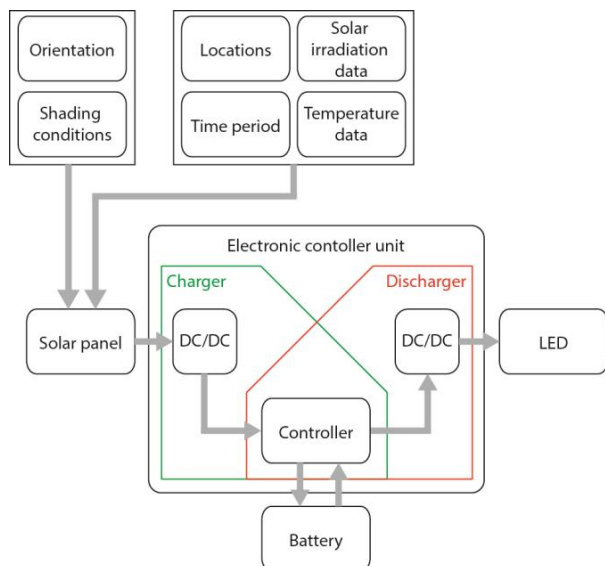 Orientation
Shading
conditions
Locations
Solar
irradiation
data
Time period
Temperature
data
Electronic contoller unit
Charger
Discharger
Solar panel
DC/DC
DC/DC
LED
Controller
Battery